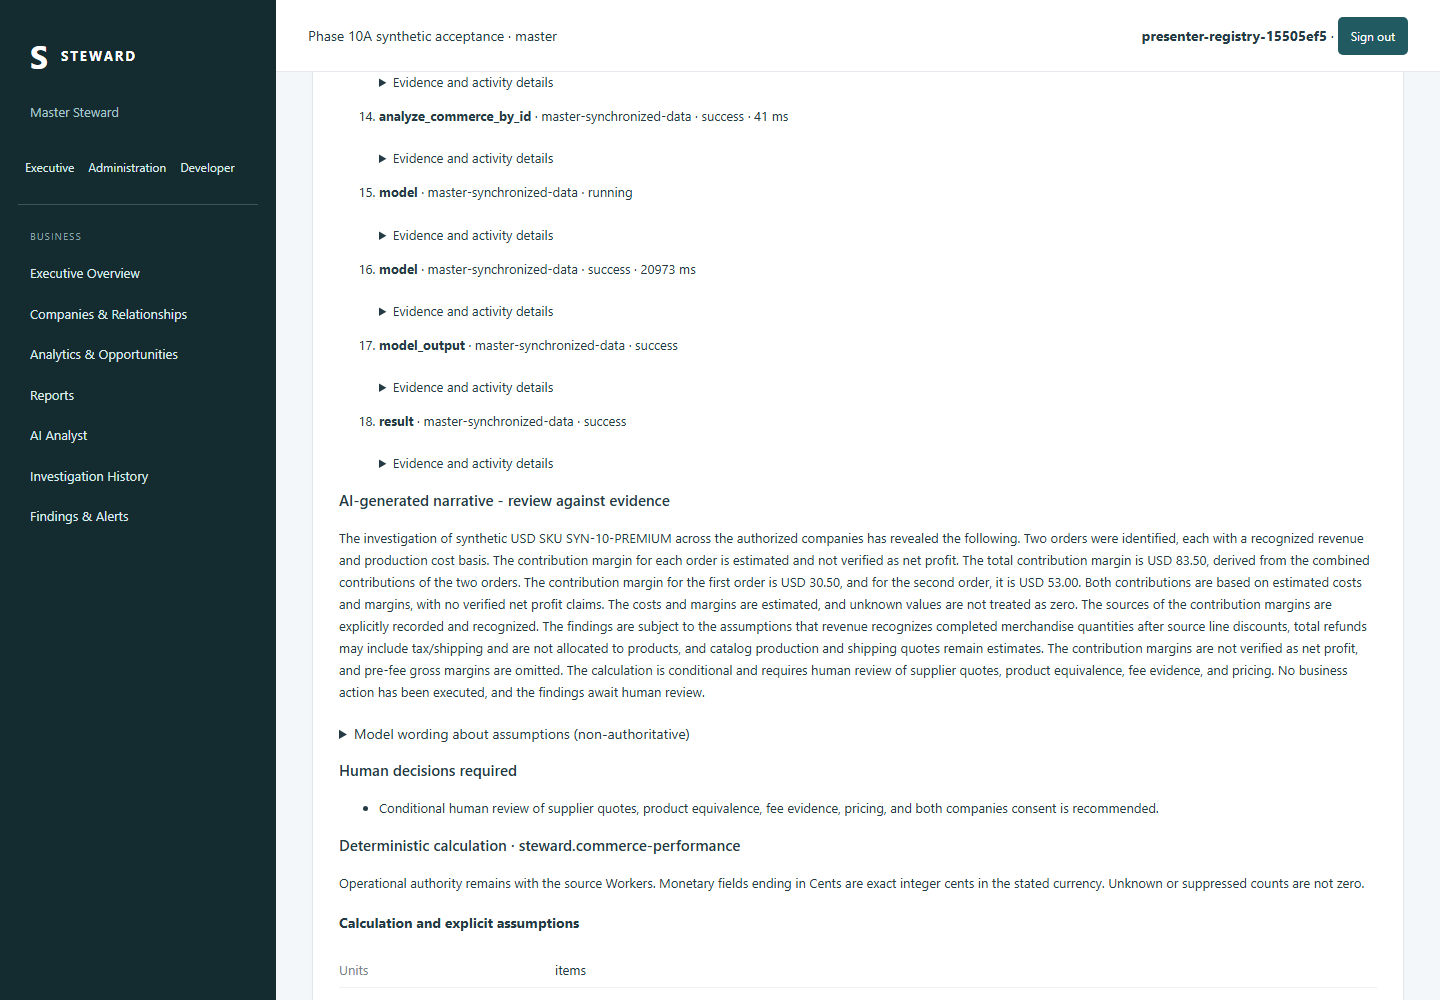 S STEWARD
Master Steward
Executive Administration Developer
BUSINESS
Executive Overview
Companies & Relationships
Analytics & Opportunities
Reports
AI Analyst
Investigation History
Findings & Alerts
Phase 10A synthetic acceptance · master
presenter-registry-15505ef5 · Sign out
Evidence and activity details
14. analyze_commerce_by_id · master-synchronized-data · success · 41 ms
Evidence and activity details
15. model · master-synchronized-data · running
Evidence and activity details
16. model · master-synchronized-data · success · 20973 ms
Evidence and activity details
17. model_output · master-synchronized-data · success
Evidence and activity details
18. result · master-synchronized-data · success
Evidence and activity details
AI-generated narrative - review against evidence
The investigation of synthetic USD SKU SYN-10-PREMIUM across the authorized companies has revealed the following. Two orders were identified, each with a recognized revenue
and production cost basis. The contribution margin for each order is estimated and not verified as net profit. The total contribution margin is USD 83.50, derived from the combined
contributions of the two orders. The contribution margin for the first order is USD 30.50, and for the second order, it is USD 53.00. Both contributions are based on estimated costs
and margins, with no verified net profit claims. The costs and margins are estimated, and unknown values are not treated as zero. The sources of the contribution margins are
explicitly recorded and recognized. The findings are subject to the assumptions that revenue recognizes completed merchandise quantities after source line discounts, total refunds
may include tax/shipping and are not allocated to products, and catalog production and shipping quotes remain estimates. The contribution margins are not verified as net profit,
and pre-fee gross margins are omitted. The calculation is conditional and requires human review of supplier quotes, product equivalence, fee evidence, and pricing. No business
action has been executed, and the findings await human review.
Model wording about assumptions (non-authoritative)
Human decisions required
Conditional human review of supplier quotes, product equivalence, fee evidence, pricing, and both companies consent is recommended.
Deterministic calculation · steward.commerce-performance
Operational authority remains with the source Workers. Monetary fields ending in Cents are exact integer cents in the stated currency. Unknown or suppressed counts are not zero.
Calculation and explicit assumptions
Units items